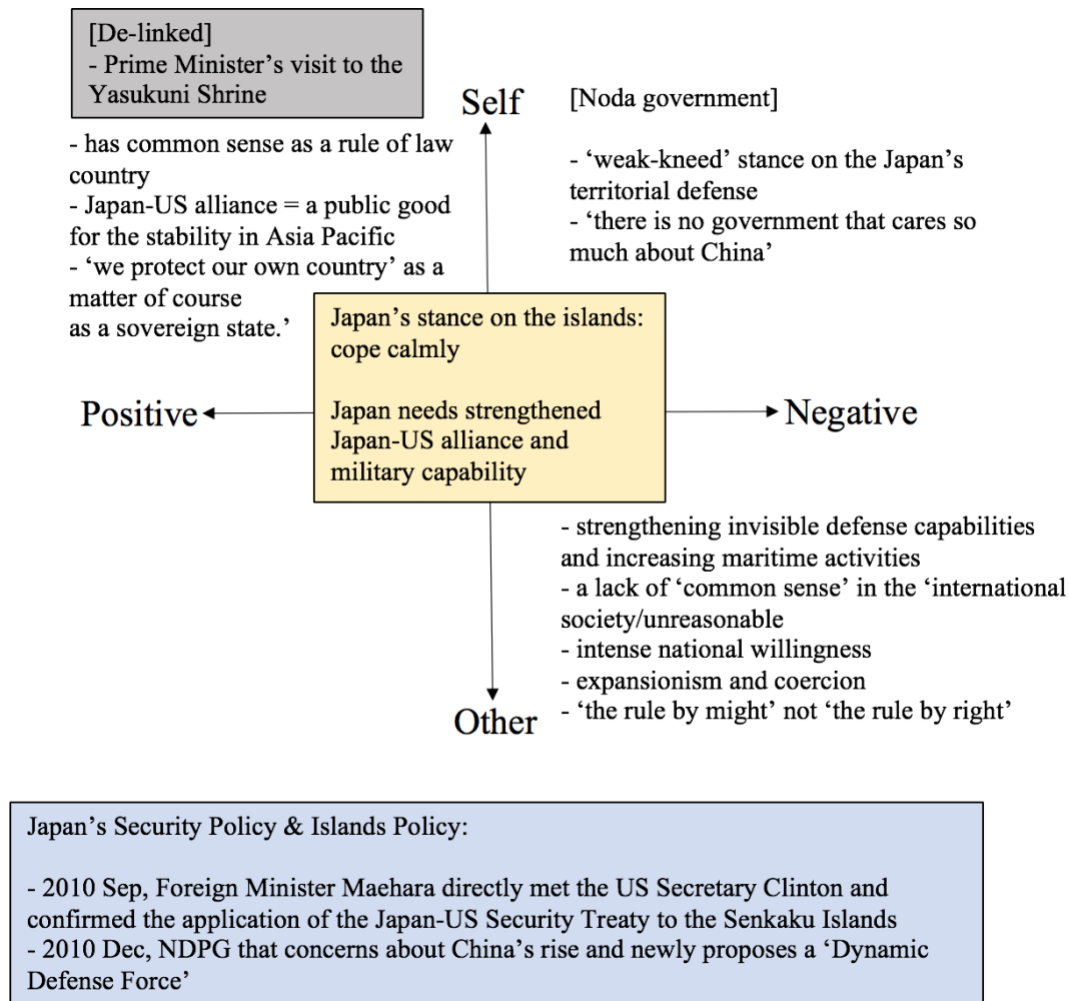 [De-linked]
- Prime Minister's visit to the
Yasukuni Shrine
Self
[Noda government]
- has common sense as a rule of law
country
- Japan-US alliance = a public good
for the stability in Asia Pacific
- ‘we protect our own country’ as a
matter of course
as a sovereign state.’
- ‘weak-kneed’ stance on the Japan’s
territorial defense
- ‘there is no government that cares so
much about China’
Japan’s stance on the islands:
cope calmly
Japan needs strengthened
Japan-US alliance and
military capability
Positive
Negative
- strengthening invisible defense capabilities
and increasing maritime activities
- a lack of ‘common sense’ in the ‘international
society/unreasonable
- intense national willingness
- expansionism and coercion
- ‘the rule by might’ not ‘the rule by right’
Other
Japan’s Security Policy & Islands Policy:
- 2010 Sep, Foreign Minister Maehara directly met the US Secretary Clinton and
confirmed the application of the Japan-US Security Treaty to the Senkaku Islands
- 2010 Dec, NDPG that concerns about China’s rise and newly proposes a ‘Dynamic
Defense Force’